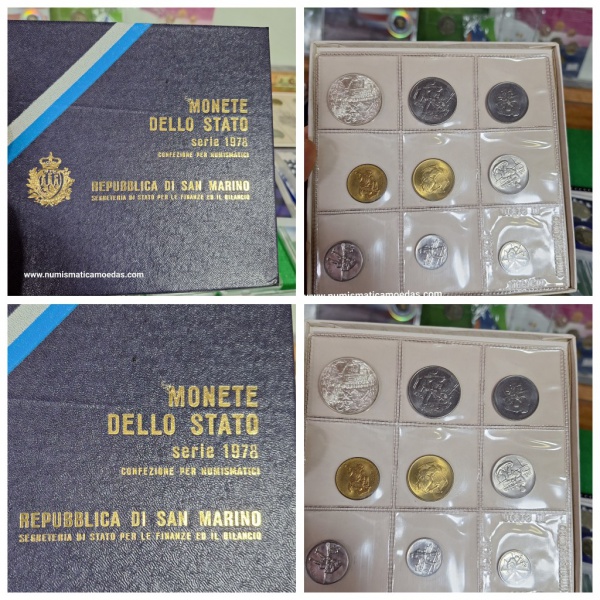 MONETE
DELLO STATO
serie 1978
CONFEZIONE PER NUMISMATICI
REPUBBLICA DI SAN MARINO
SEGRETERIA DI STATO PER LE FINANZE ED IL BILANCIO
www.numismaticamoedas.com
www.numismaticamoedas.com
MONETE
DELLO STATO
serie 1978
CONFEZIONE PER NUMISMATICI
REPUBBLICA DI SAN MARINO
SEGRETERIA DI STATO PER LE FINANZE ED IL BILANCIO